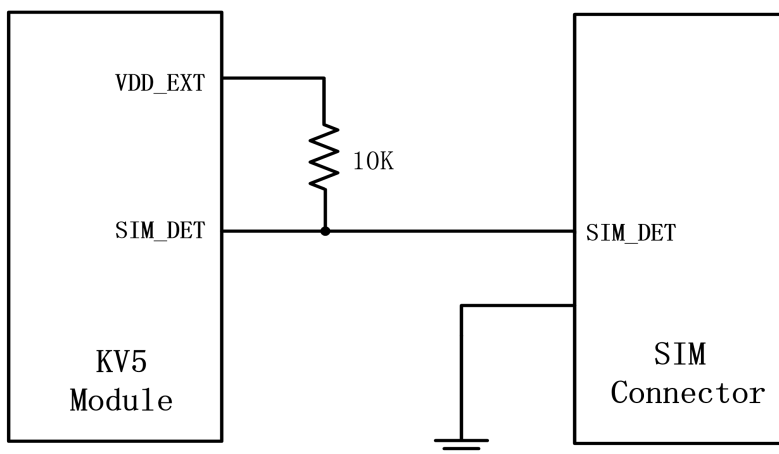 VDD_EXT
10K
SIM_DET
SIM_DET
KV5
Module
SIM
Connector